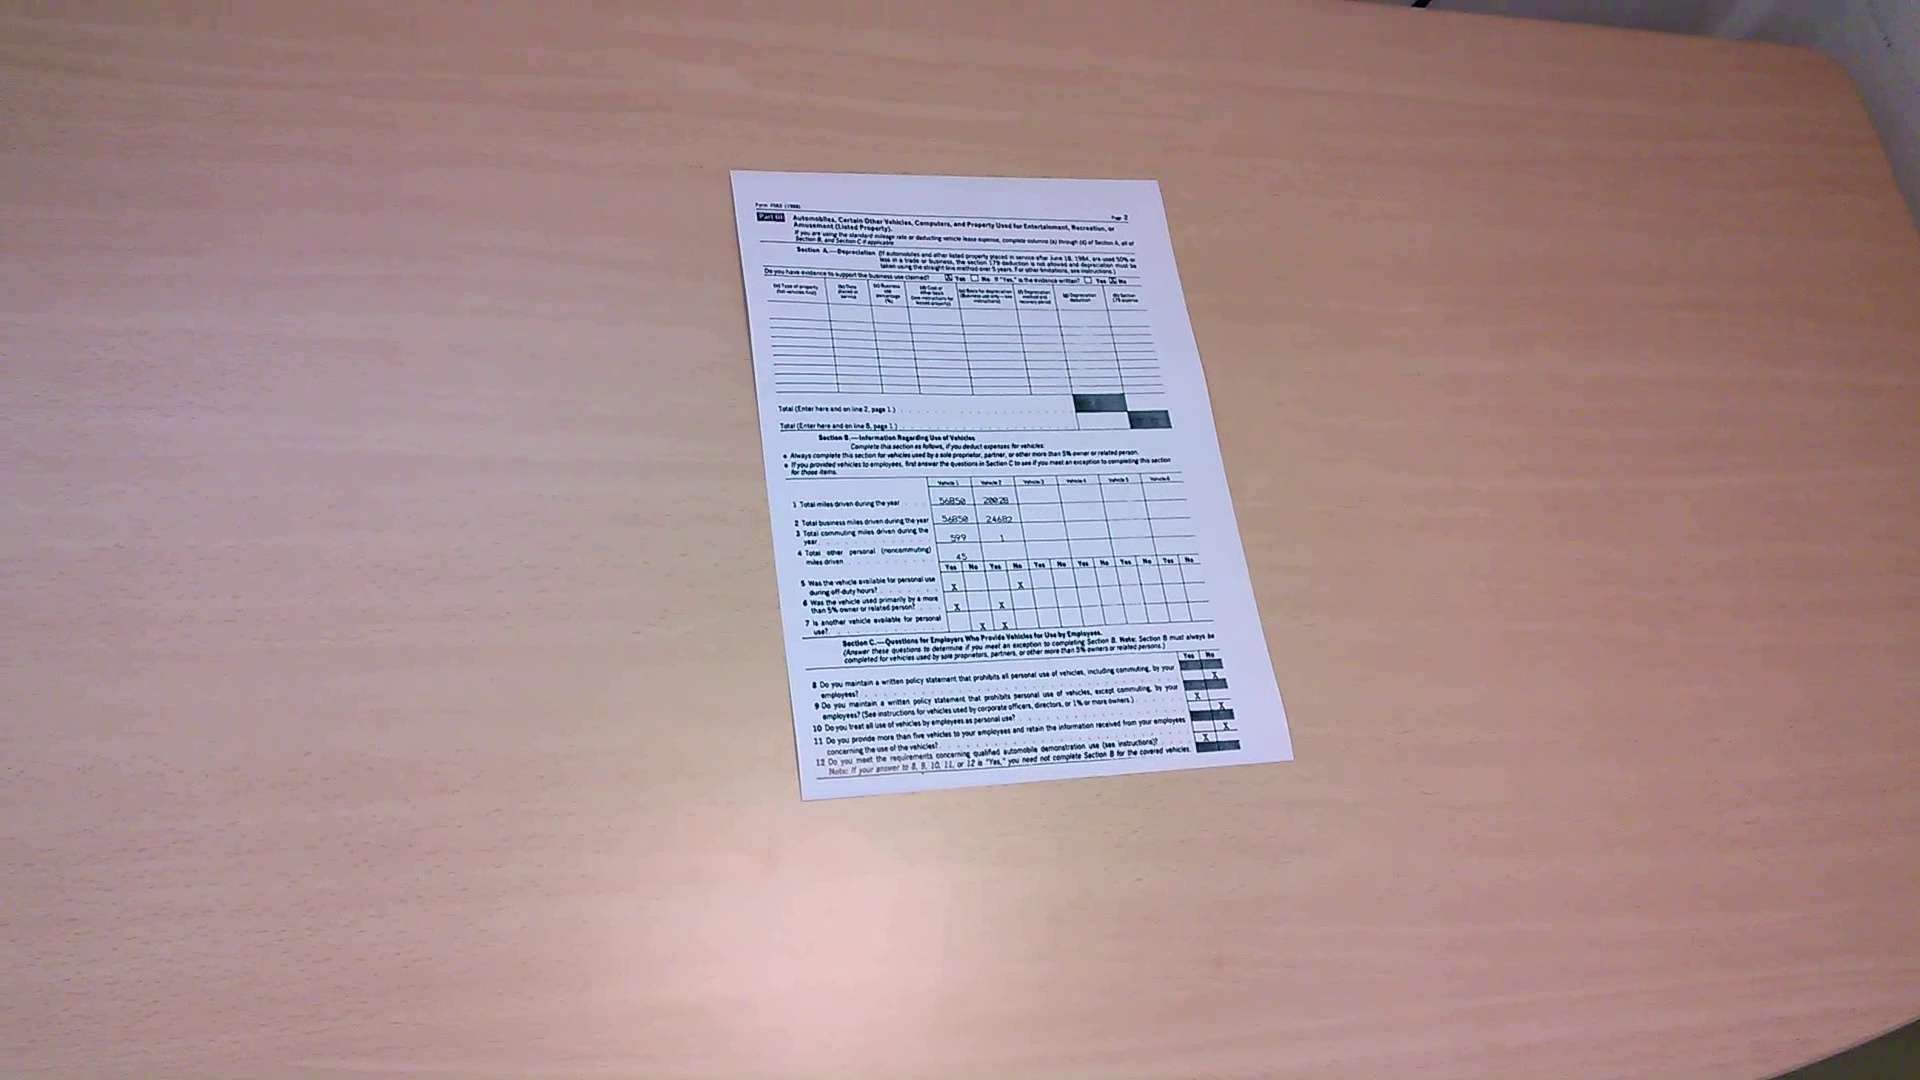 Form 4562 (1988)
Page 2
Part III Automobiles, Certain Other Vehicles, Computers, and Property Used for Entertainment, Recreation, or
Amusement (Listed Property).
If you are using the standard mileage rate or deducting vehicle lease expense, complete columns (a) through (d) of Section A, all of
Section B, and Section C if applicable.
Section A.—Depreciation (If automobiles and other listed property placed in service after June 18, 1984, are used 50% or
less in a trade or business, the section 179 deduction is not allowed and depreciation must be
taken using the straight line method over 5 years. For other limitations, see instructions.)
Do you have evidence to support the business use claimed? X Yes No If "Yes," is the evidence written? Yes X No
(a) Type of property (list vehicles first)
(b) Date placed in service
(c) Business use percentage (%)
(d) Cost or other basis (see instructions for leased property)
(e) Basis for depreciation (Business use only—see instructions)
(f) Depreciation method and recovery period
(g) Depreciation deduction
(h) Section 179 expense
Total (Enter here and on line 2, page 1.)
Total (Enter here and on line 8, page 1.)
Section B.—Information Regarding Use of Vehicles
Complete this section as follows, if you deduct expenses for vehicles:
• Always complete this section for vehicles used by a sole proprietor, partner, or other more than 5% owner or related person.
• If you provided vehicles to employees, first answer the questions in Section C to see if you meet an exception to completing this section
for those items.
Vehicle 1 Vehicle 2 Vehicle 3 Vehicle 4 Vehicle 5 Vehicle 6
1 Total miles driven during the year 56850 20028
2 Total business miles driven during the year 56850 24682
3 Total commuting miles driven during the
year 599 1
4 Total other personal (noncommuting)
miles driven 45
Yes No Yes No Yes No Yes No Yes No Yes No
5 Was the vehicle available for personal use
during off-duty hours? X X
6 Was the vehicle used primarily by a more
than 5% owner or related person? X X
7 Is another vehicle available for personal
use? X X
Section C.—Questions for Employers Who Provide Vehicles for Use by Employees.
(Answer these questions to determine if you meet an exception to completing Section B. Note: Section B must always be
completed for vehicles used by sole proprietors, partners, or other more than 5% owners or related persons.)
Yes No
8 Do you maintain a written policy statement that prohibits all personal use of vehicles, including commuting, by your
employees? X
9 Do you maintain a written policy statement that prohibits personal use of vehicles, except commuting, by your
employees? (See instructions for vehicles used by corporate officers, directors, or 1% or more owners.) X
10 Do you treat all use of vehicles by employees as personal use? X
11 Do you provide more than five vehicles to your employees and retain the information received from your employees
concerning the use of the vehicles? X
12 Do you meet the requirements concerning qualified automobile demonstration use (see instructions)? X
Note: If your answer to 8, 9, 10, 11, or 12 is "Yes," you need not complete Section B for the covered vehicles.